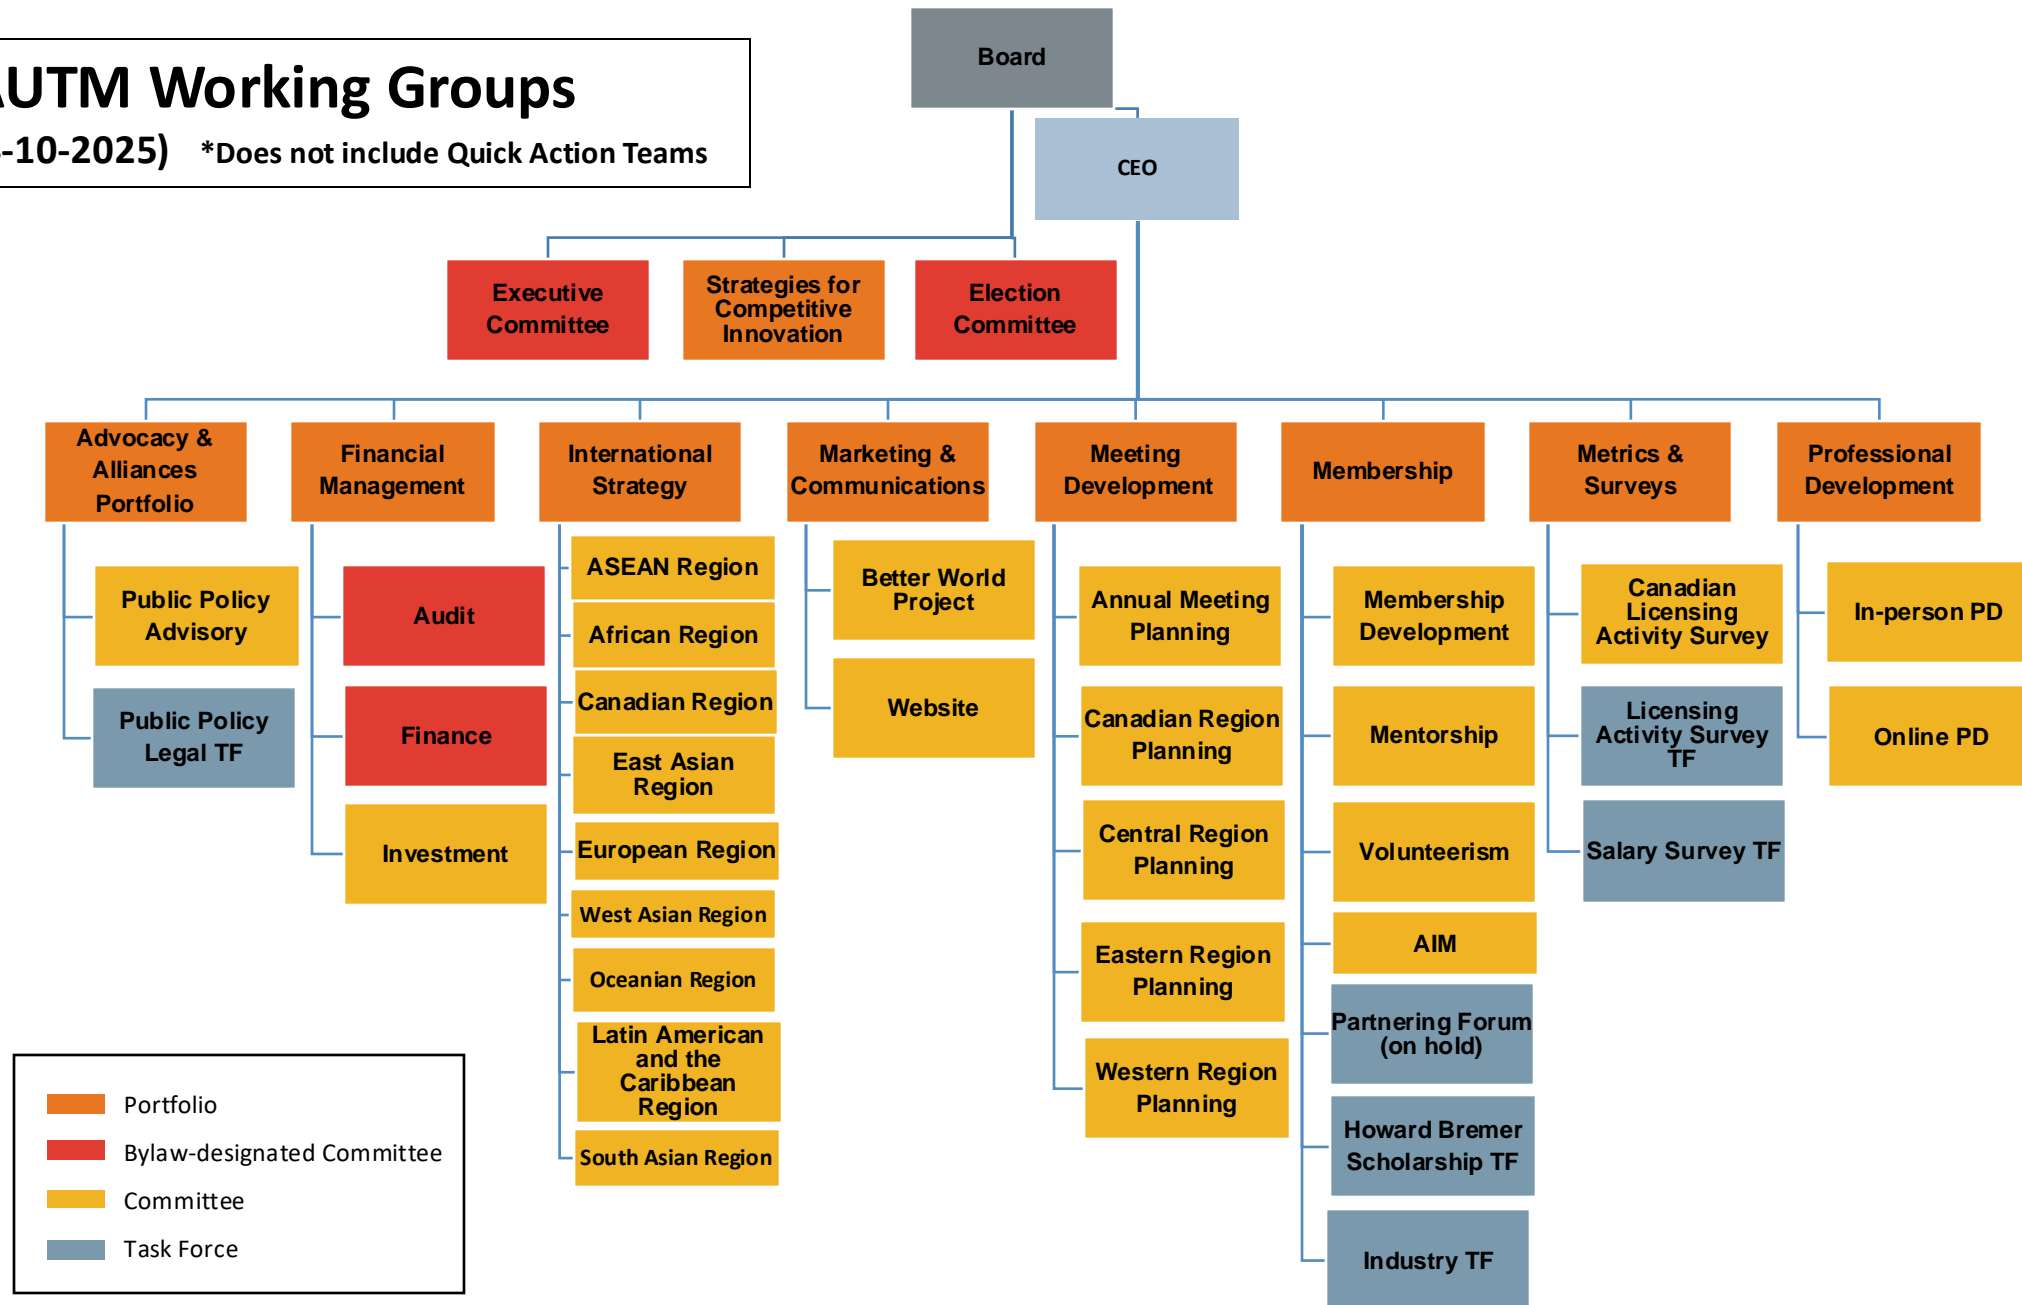 AUTM Working Groups
-10-2025) *Does not include Quick Action Teams
Board
CEO
Executive
Committee
Strategies for
Competitive
Innovation
Election
Committee
Advocacy &
Alliances
Portfolio
Financial
Management
International
Strategy
Marketing &
Communications
Meeting
Development
Membership
Metrics &
Surveys
Professional
Development
Public Policy
Advisory
Public Policy
Legal TF
Audit
Finance
Investment
ASEAN Region
African Region
Canadian Region
East Asian
Region
European Region
West Asian Region
Oceanian Region
Latin American
and the
Caribbean
Region
South Asian Region
Better World
Project
Website
Annual Meeting
Planning
Canadian Region
Planning
Central Region
Planning
Eastern Region
Planning
Western Region
Planning
Membership
Development
Mentorship
Volunteerism
AIM
Partnering Forum
(on hold)
Howard Bremer
Scholarship TF
Industry TF
Canadian
Licensing
Activity Survey
Licensing
Activity Survey
TF
Salary Survey TF
In-person PD
Online PD
Portfolio
Bylaw-designated Committee
Committee
Task Force